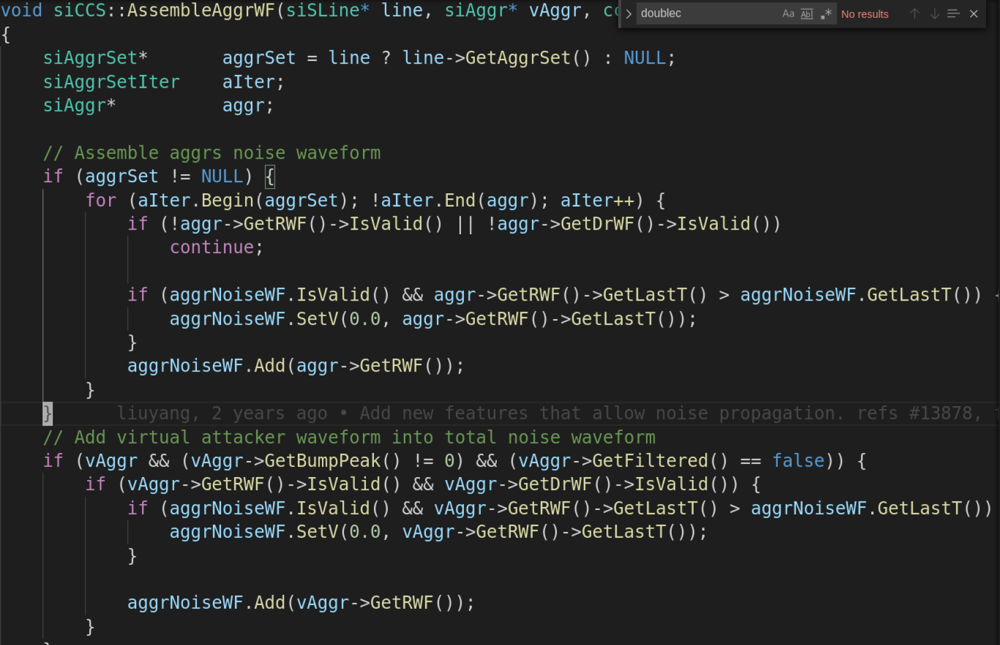 void siCCS::AssembleAggrWF(siSLine* line, siAggr* vAggr,
doublec
Aa Abl .* No results
{
siAggrSet* aggrSet = line ? line->GetAggrSet() : NULL;
siAggrSetIter aIter;
siAggr* aggr;
// Assemble aggrs noise waveform
if (aggrSet != NULL) {
for (aIter.Begin(aggrSet); !aIter.End(aggr); aIter++) {
if (!aggr->GetRWF()->IsValid() || !aggr->GetDrWF()->IsValid())
continue;
if (aggrNoiseWF.IsValid() && aggr->GetRWF()->GetLastT() > aggrNoiseWF.GetLastT())
aggrNoiseWF.SetV(0.0, aggr->GetRWF()->GetLastT());
}
aggrNoiseWF.Add(aggr->GetRWF());
}
} liuyang, 2 years ago • Add new features that allow noise propagation. refs #13878,
// Add virtual attacker waveform into total noise waveform
if (vAggr && (vAggr->GetBumpPeak() != 0) && (vAggr->GetFiltered() == false)) {
if (vAggr->GetRWF()->IsValid() && vAggr->GetDrWF()->IsValid()) {
if (aggrNoiseWF.IsValid() && vAggr->GetRWF()->GetLastT() > aggrNoiseWF.GetLastT())
aggrNoiseWF.SetV(0.0, vAggr->GetRWF()->GetLastT());
}
aggrNoiseWF.Add(vAggr->GetRWF());
}